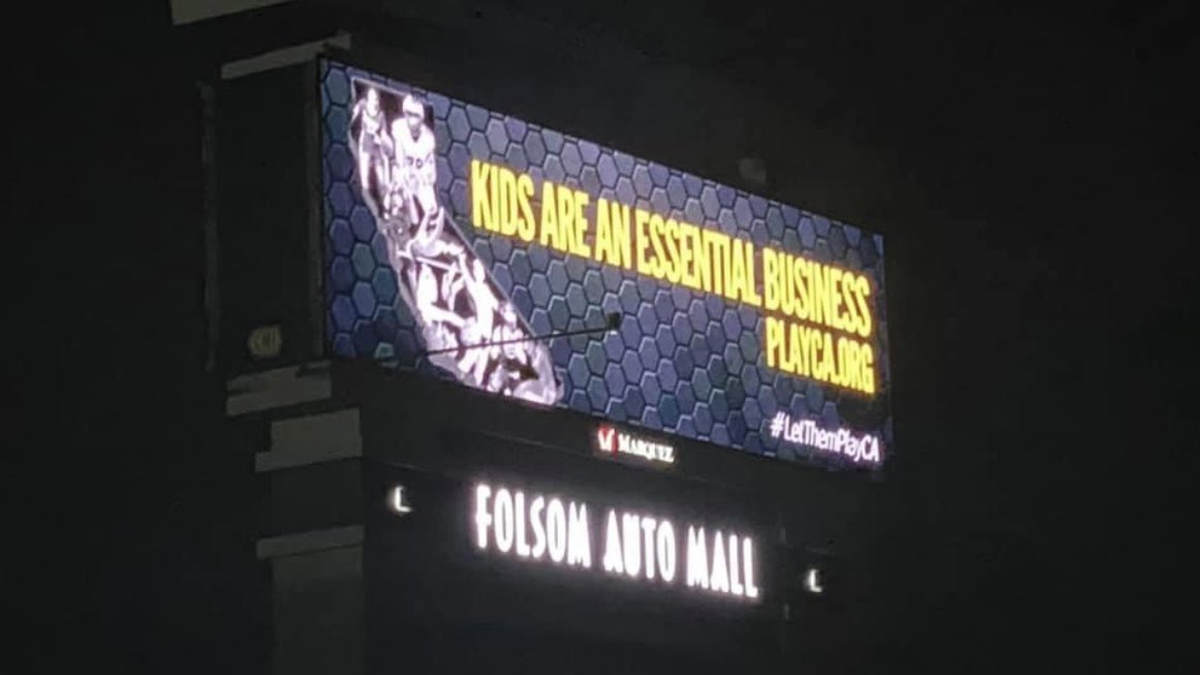 KIDS ARE AN ESSENTIAL BUSINESS
PLAYCA.ORG
#LetThemPlayCA
MARQUEZ
FOLSOM AUTO MALL